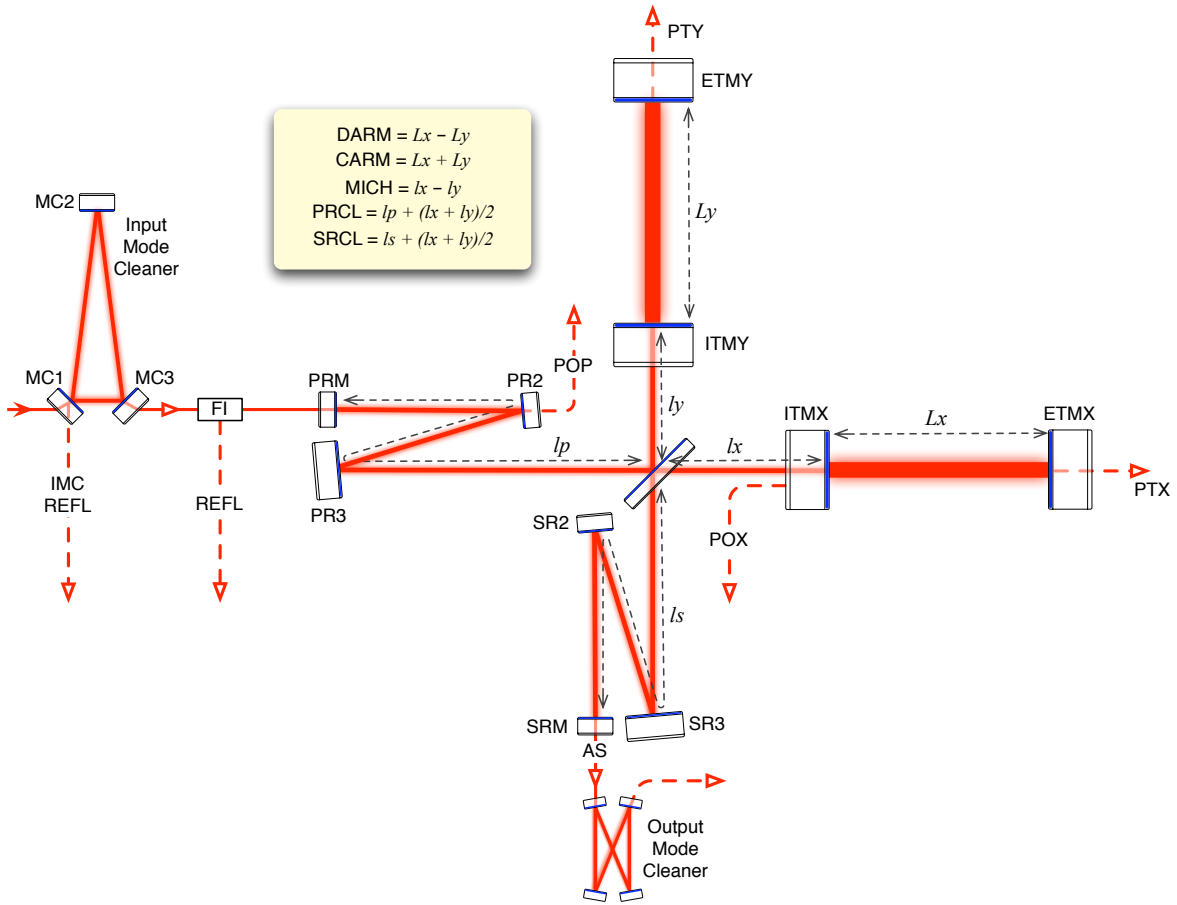 PTY
ETMY
DARM = Lx – Ly
CARM = Lx + Ly
MICH = lx – ly
PRCL = lp + (lx + ly)/2
SRCL = ls + (lx + ly)/2
MC2
Input
Mode
Cleaner
Ly
ITMY
MC1
MC3
FI
PRM
PR2
POP
ly
ITMX
ETMX
Lx
lp
lx
IMC
REFL
REFL
PR3
PTX
SR2
POX
ls
SRM
SR3
AS
Output
Mode
Cleaner